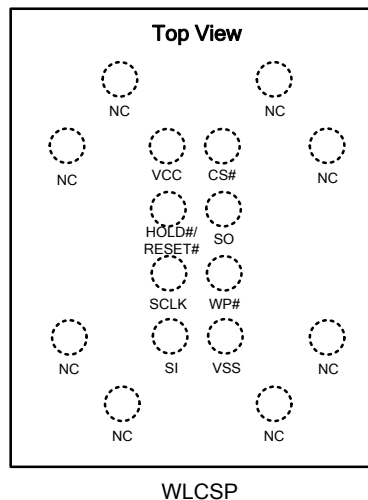 Top View
NC NC
NC VCC CS# NC
HOLD#/
RESET# SO
SCLK WP#
NC SI VSS NC
NC NC
WLCSP